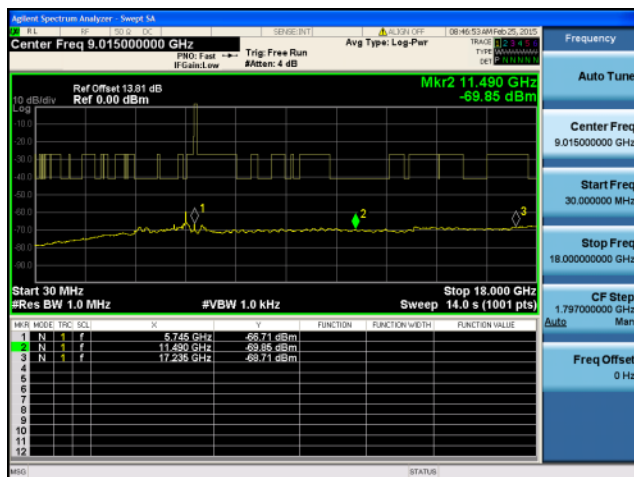 Agilent Spectrum Analyzer - Swept SA
RL RF 50 Ω DC SENSE:INT ALIGN OFF 08:46:53 AM Feb 25, 2015
Center Freq 9.015000000 GHz
PNO: Fast
IFGain:Low
Trig: Free Run
#Atten: 4 dB
Avg Type: Log-Pwr
TRACE 1 2 3 4 5 6
TYPE
DET P N N N N N
Ref Offset 13.81 dB
Ref 0.00 dBm
Mkr2 11.490 GHz
-69.85 dBm
10 dB/div
Log
-10.0
-20.0
-30.0
-40.0
-50.0
-60.0
-70.0
-80.0
-90.0
1
2
3
Start 30 MHz
Stop 18.000 GHz
#Res BW 1.0 MHz #VBW 1.0 kHz Sweep 14.0 s (1001 pts)
MKR MODE TRC SCL X Y FUNCTION FUNCTION WIDTH FUNCTION VALUE
1 N 1 f 5.745 GHz -66.71 dBm
2 N 1 f 11.490 GHz -69.85 dBm
3 N 1 f 17.235 GHz -68.71 dBm
4
5
6
7
8
9
10
11
12
MSG STATUS
Frequency
Auto Tune
Center Freq
9.015000000 GHz
Start Freq
30.000000 MHz
Stop Freq
18.000000000 GHz
CF Step
1.797000000 GHz
Auto Man
Freq Offset
0 Hz